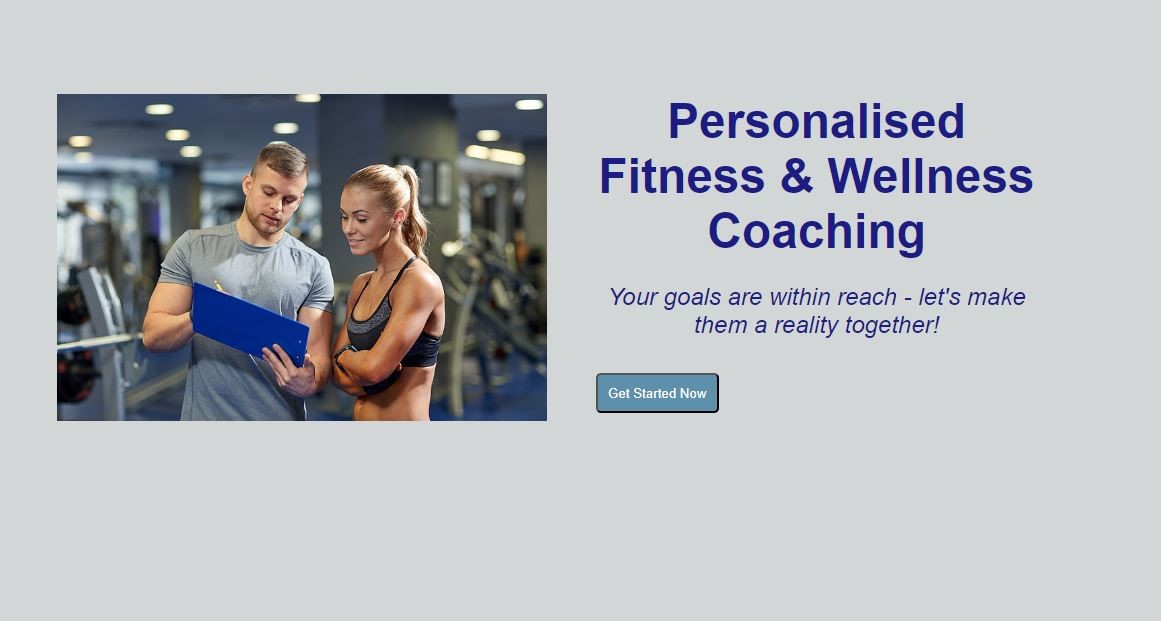 Personalised
Fitness & Wellness
Coaching
Your goals are within reach - let's make
them a reality together!
Get Started Now